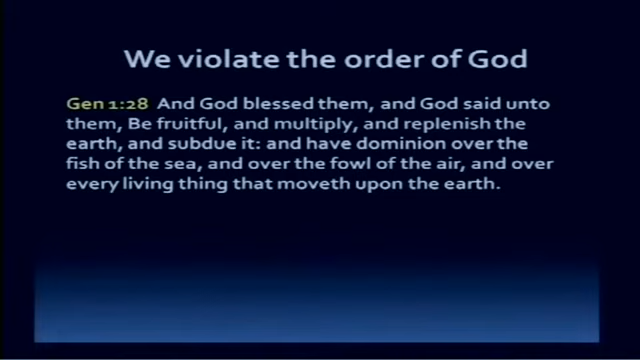 We violate the order of God
Gen 1:28 And God blessed them, and God said unto
them, Be fruitful, and multiply, and replenish the
earth, and subdue it: and have dominion over the
fish of the sea, and over the fowl of the air, and over
every living thing that moveth upon the earth.